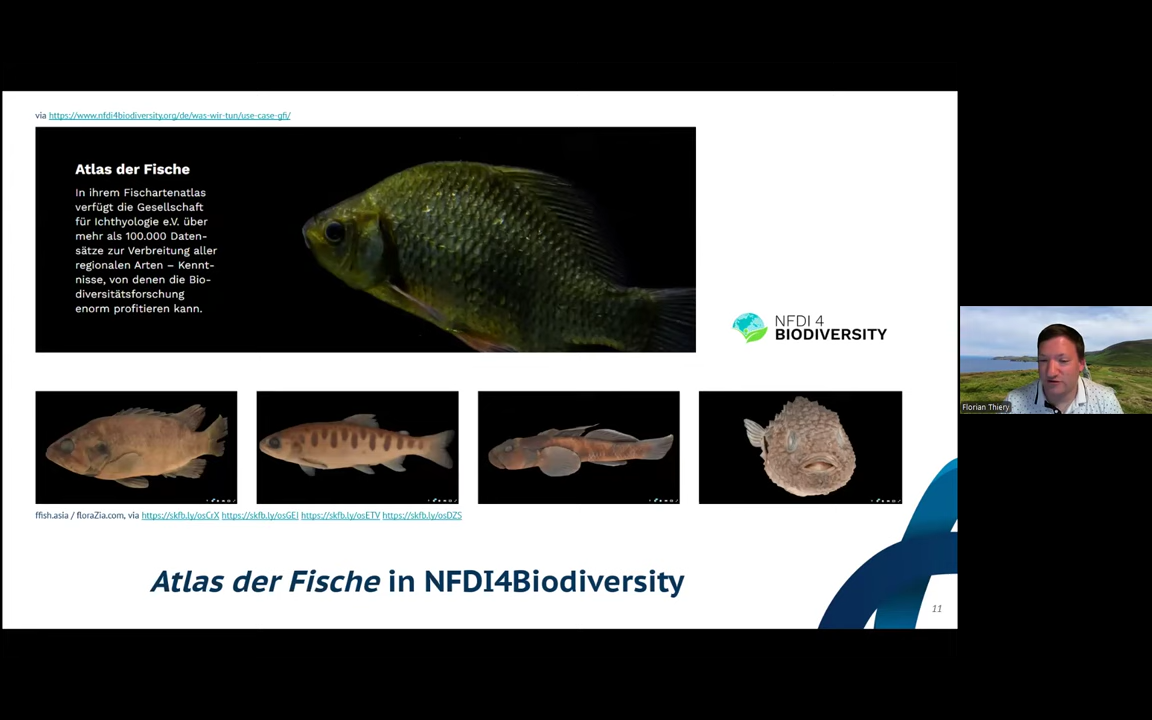 via https://www.nfdi4biodiversity.org/de/was-wir-tun/use-case-gfi/
Atlas der Fische
In ihrem Fischartenatlas
verfügt die Gesellschaft
für Ichthyologie e.V. über
mehr als 100.000 Daten-
sätze zur Verbreitung aller
regionalen Arten – Kennt-
nisse, von denen die Bio-
diversitätsforschung
enorm profitieren kann.
NFDI 4
BIODIVERSITY
Florian Thiery
ffish.asia / floraZia.com, via https://skfb.ly/osCrX https://skfb.ly/osGEI https://skfb.ly/osETV https://skfb.ly/osDZS
Atlas der Fische in NFDI4Biodiversity
11